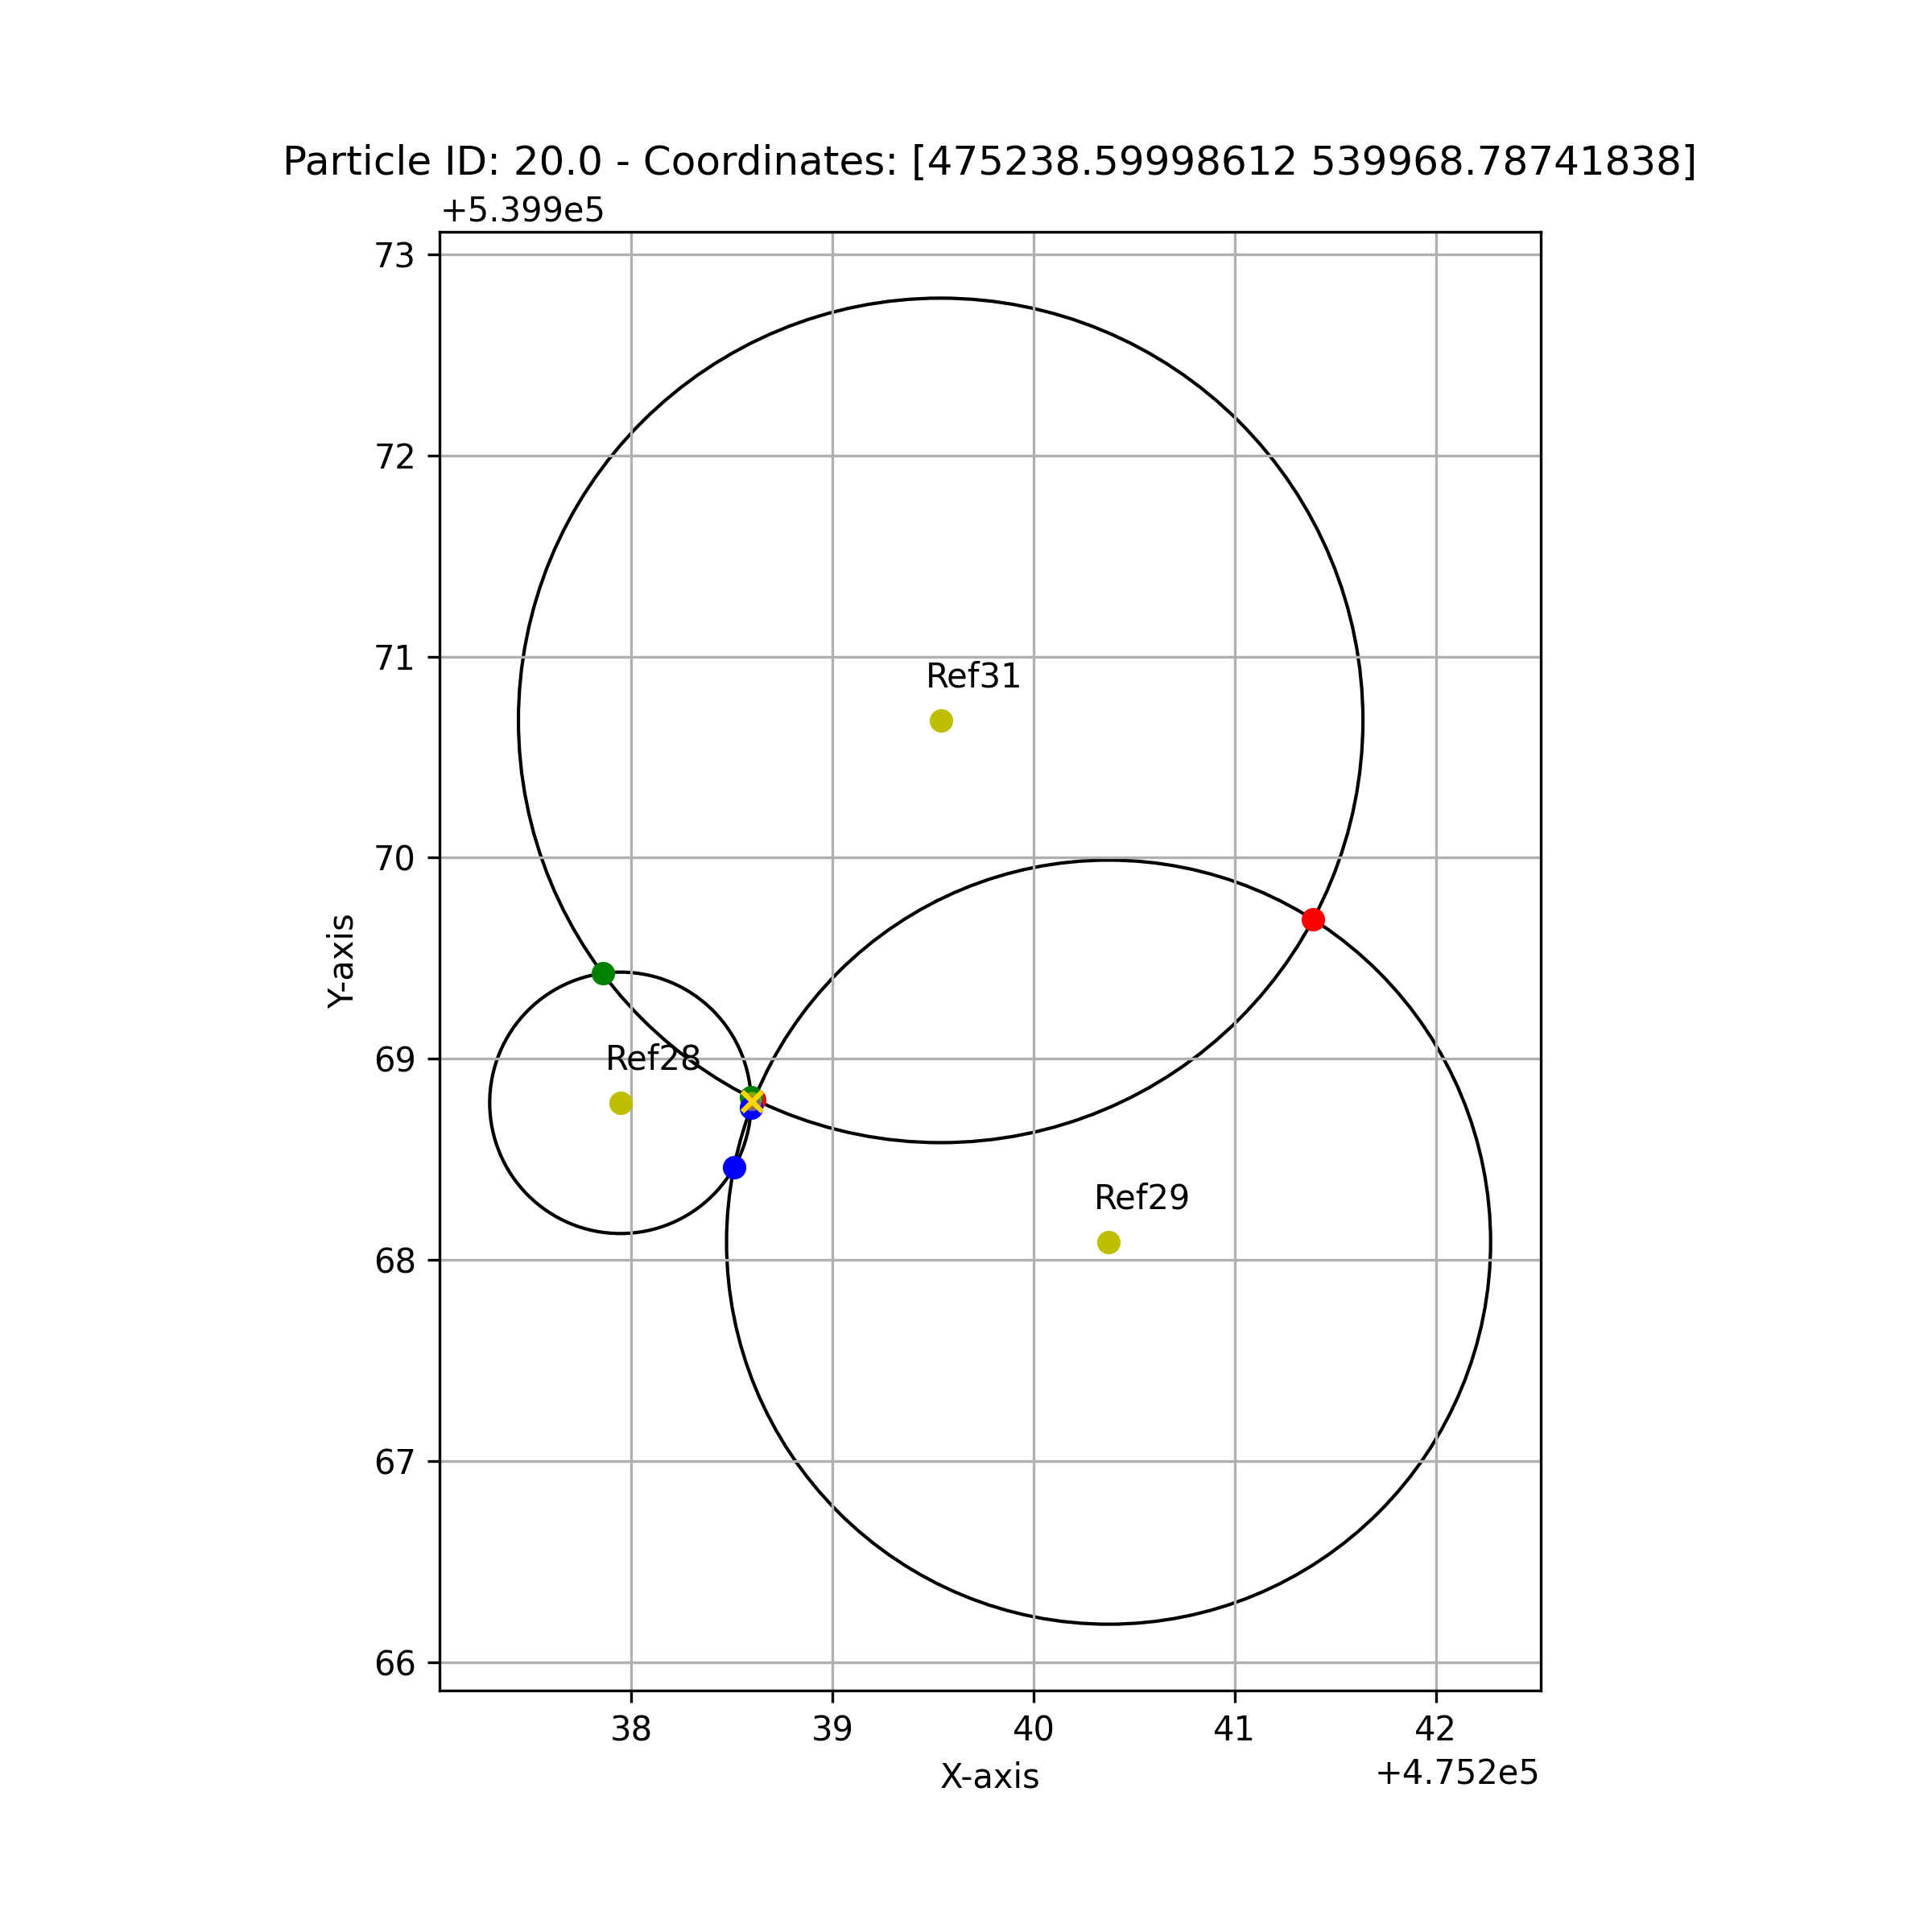 Particle ID: 20.0 - Coordinates: [475238.59998612 539968.78741838]
+5.399e5
73
72
71
70
69
68
67
66
Y-axis
Ref31
Ref28
Ref29
38 39 40 41 42
X-axis
+4.752e5